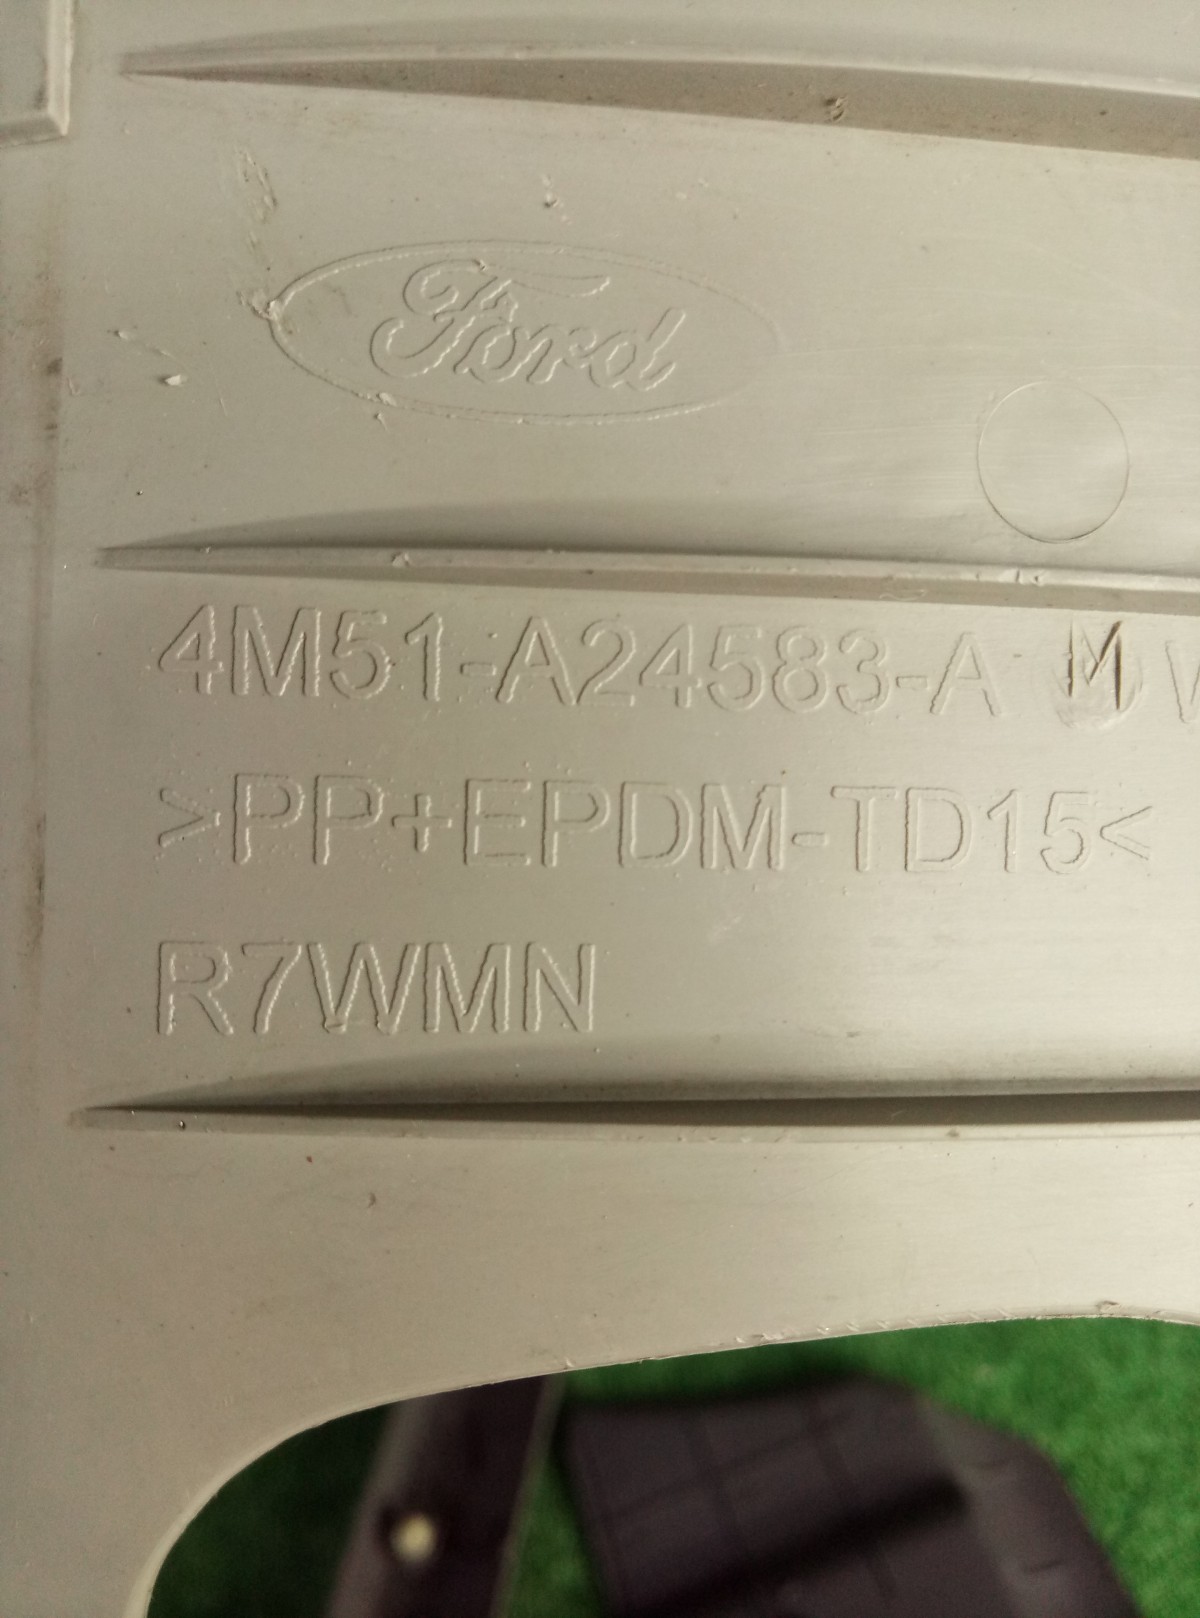 Ford
4M51-A24583-A M
>PP+EPDM-TD15<
R7WMN